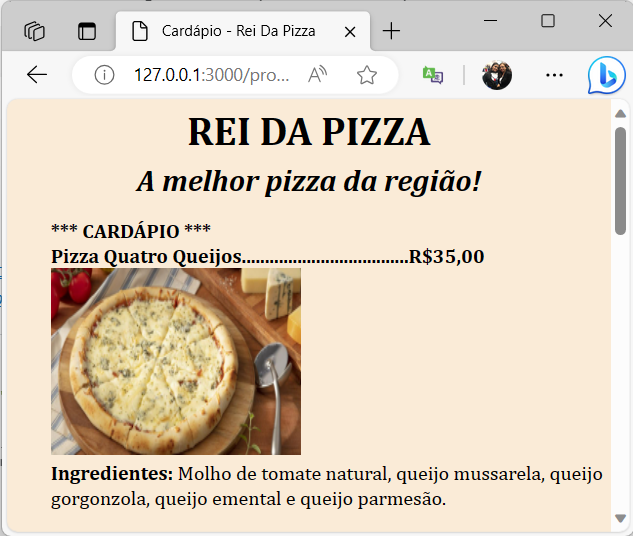 Cardápio - Rei Da Pizza
127.0.0.1:3000/pro...
REI DA PIZZA
A melhor pizza da região!
*** CARDÁPIO ***
Pizza Quatro Queijos....................................R$35,00
Ingredientes: Molho de tomate natural, queijo mussarela, queijo
gorgonzola, queijo emental e queijo parmesão.